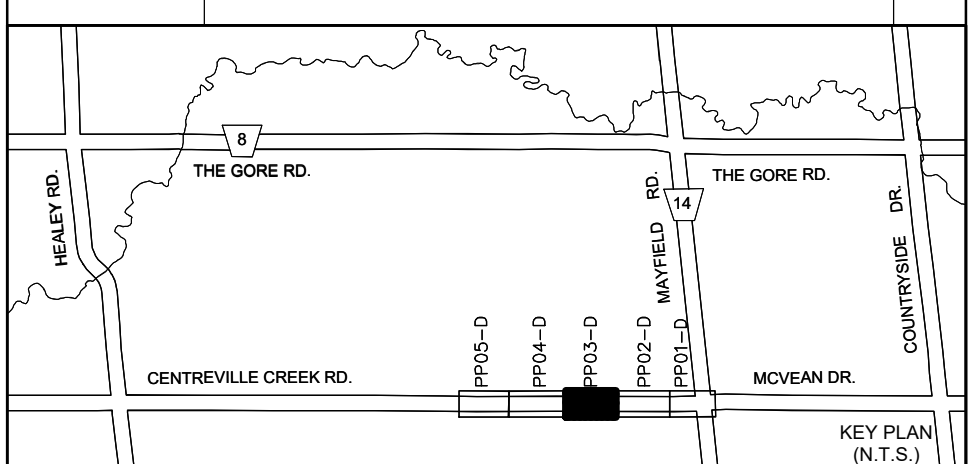 8
THE GORE RD.
THE GORE RD.
HEALEY RD.
MAYFIELD RD.
14
COUNTRYSIDE DR.
PP05-D
PP04-D
PP03-D
PP02-D
PP01-D
CENTREVILLE CREEK RD.
MCVEAN DR.
KEY PLAN
(N.T.S.)